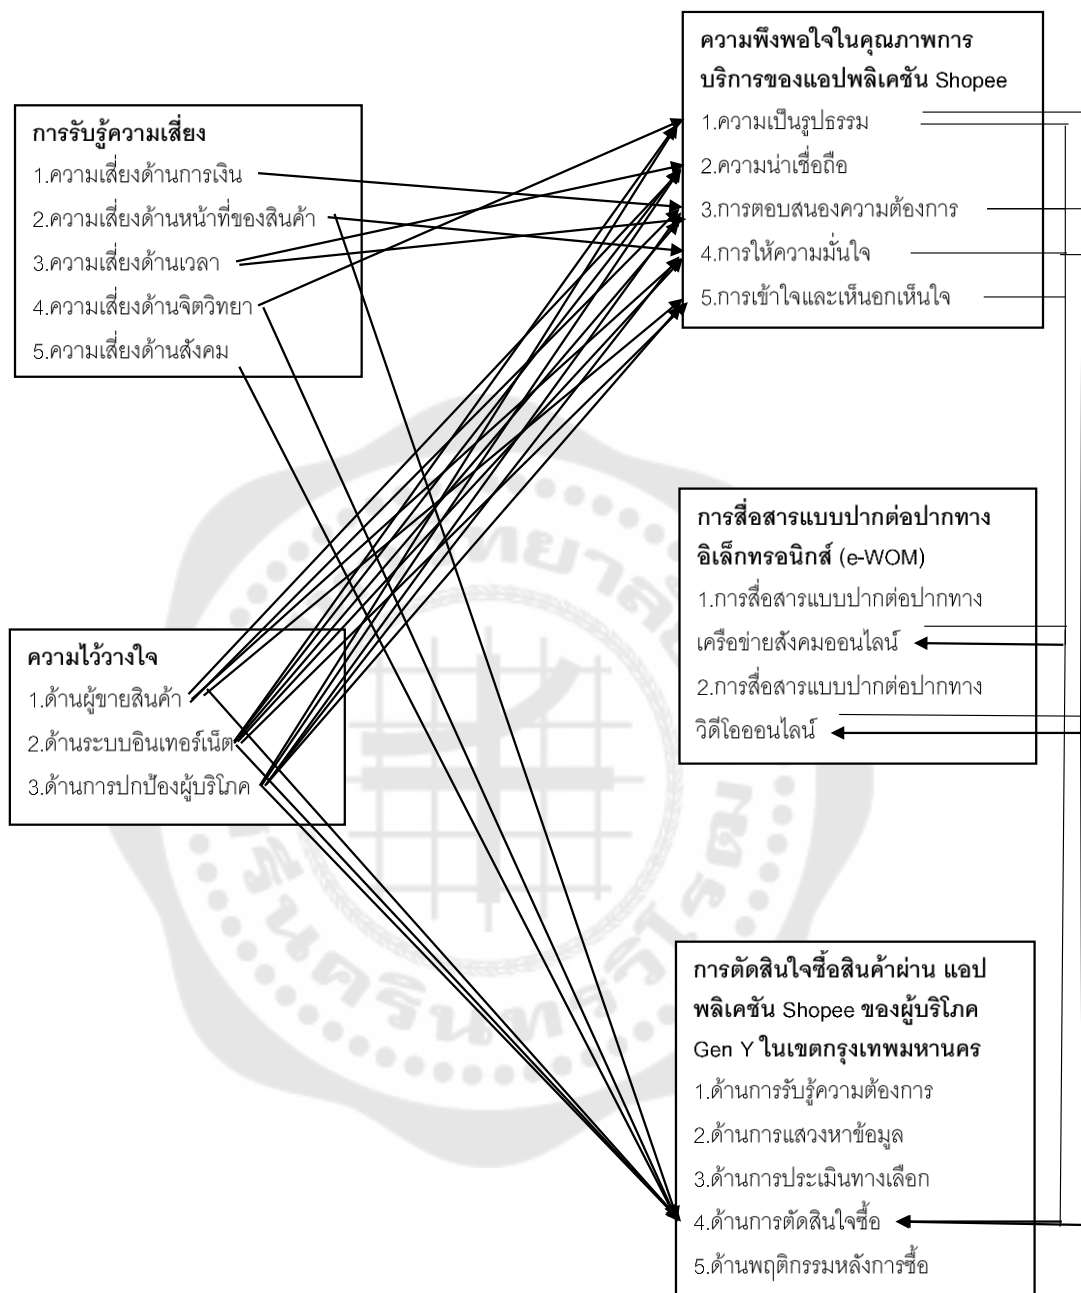 ความพึงพอใจในคุณภาพการ
บริการของแอปพลิเคชัน Shopee
1.ความเป็นรูปธรรม
2.ความน่าเชื่อถือ
3.การตอบสนองความต้องการ
4.การให้ความมั่นใจ
5.การเข้าใจและเห็นอกเห็นใจ
การรับรู้ความเสี่ยง
1.ความเสี่ยงด้านการเงิน
2.ความเสี่ยงด้านหน้าที่ของสินค้า
3.ความเสี่ยงด้านเวลา
4.ความเสี่ยงด้านจิตวิทยา
5.ความเสี่ยงด้านสังคม
การสื่อสารแบบปากต่อปากทาง
อิเล็กทรอนิกส์ (e-WOM)
1.การสื่อสารแบบปากต่อปากทาง
เครือข่ายสังคมออนไลน์
2.การสื่อสารแบบปากต่อปากทาง
วิดีโอออนไลน์
ความไว้วางใจ
1.ด้านผู้ขายสินค้า
2.ด้านระบบอินเทอร์เน็ต
3.ด้านการปกป้องผู้บริโภค
การตัดสินใจซื้อสินค้าผ่าน แอป
พลิเคชัน Shopee ของผู้บริโภค
Gen Y ในเขตกรุงเทพมหานคร
1.ด้านการรับรู้ความต้องการ
2.ด้านการแสวงหาข้อมูล
3.ด้านการประเมินทางเลือก
4.ด้านการตัดสินใจซื้อ
5.ด้านพฤติกรรมหลังการซื้อ